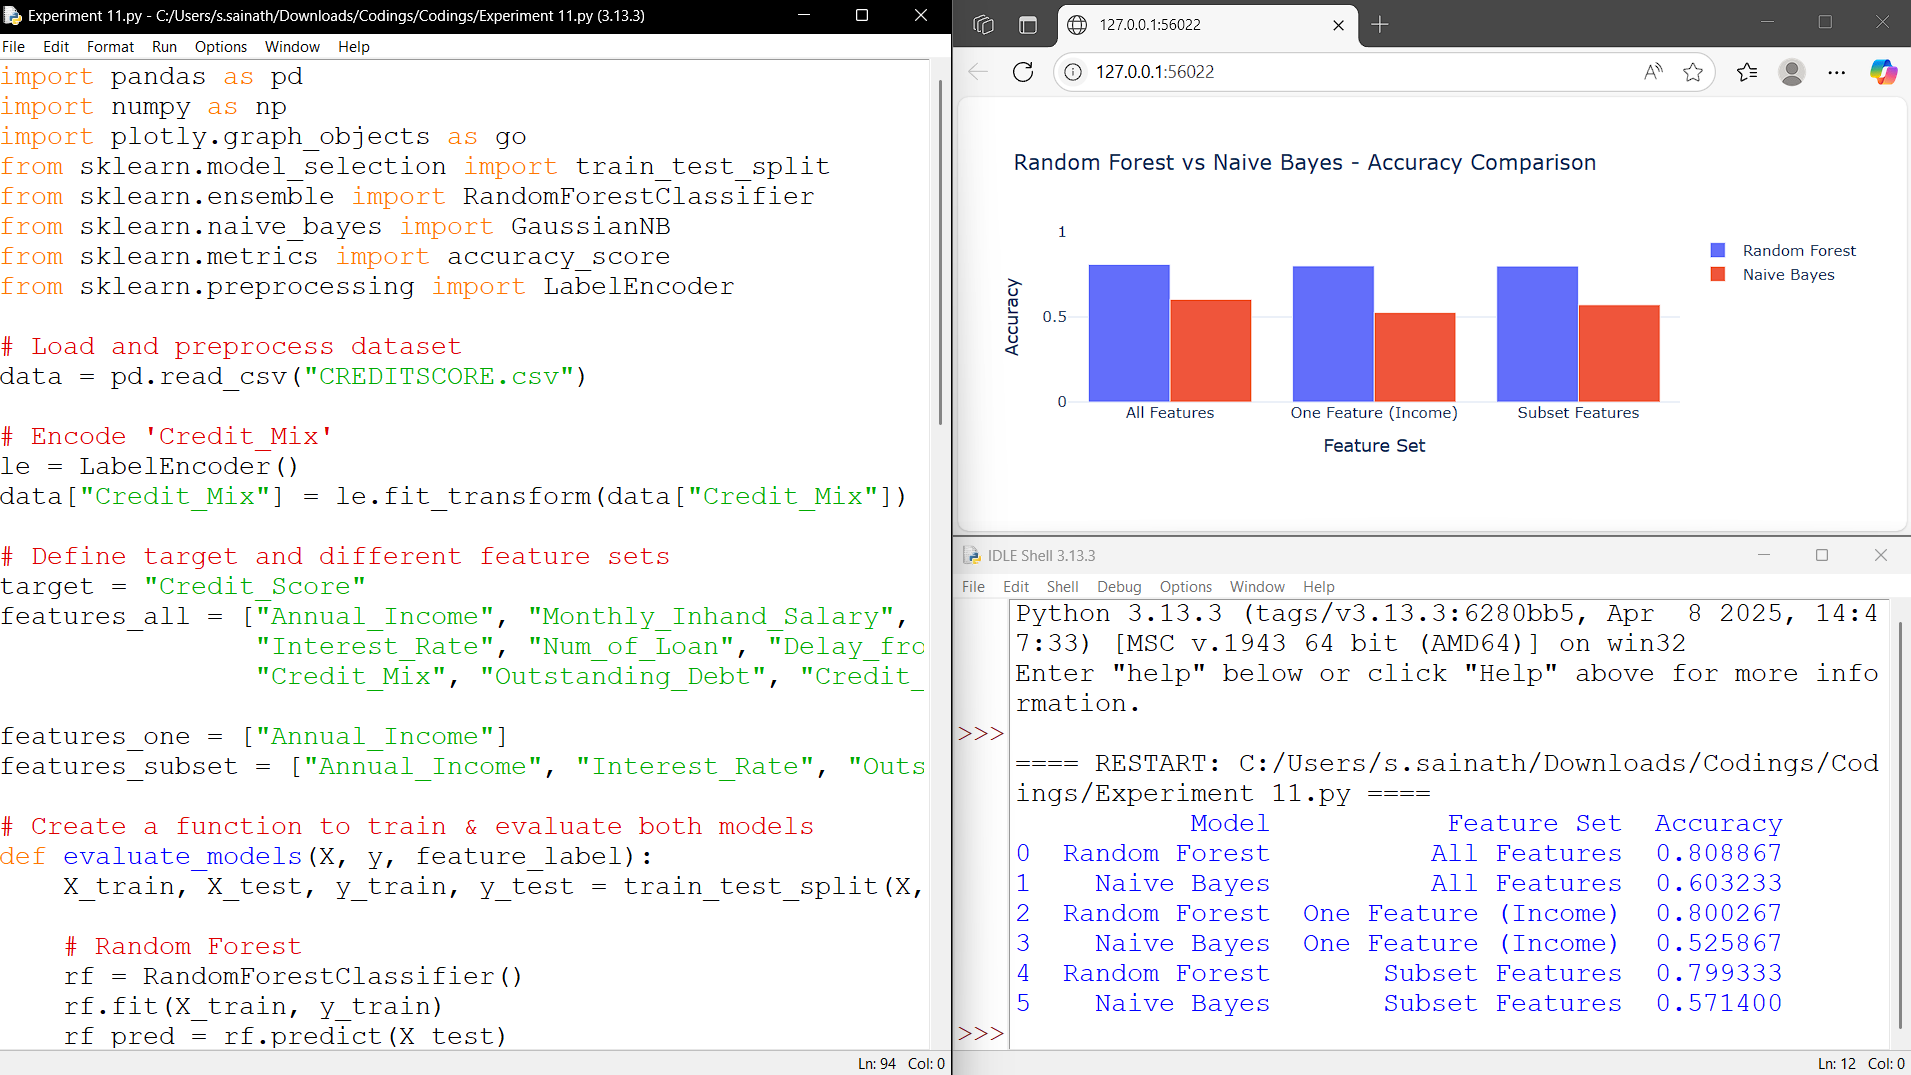 Experiment 11.py - C:/Users/s.sainath/Downloads/Codings/Codings/Experiment 11.py (3.13.3)
File Edit Format Run Options Window Help
import pandas as pd
import numpy as np
import plotly.graph_objects as go
from sklearn.model_selection import train_test_split
from sklearn.ensemble import RandomForestClassifier
from sklearn.naive_bayes import GaussianNB
from sklearn.metrics import accuracy_score
from sklearn.preprocessing import LabelEncoder
# Load and preprocess dataset
data = pd.read_csv("CREDITSCORE.csv")
# Encode 'Credit_Mix'
le = LabelEncoder()
data["Credit_Mix"] = le.fit_transform(data["Credit_Mix"])
# Define target and different feature sets
target = "Credit_Score"
features_all = ["Annual_Income", "Monthly_Inhand_Salary",
"Interest_Rate", "Num_of_Loan", "Delay_fro
"Credit_Mix", "Outstanding_Debt", "Credit_
features_one = ["Annual_Income"]
features_subset = ["Annual_Income", "Interest_Rate", "Outs
# Create a function to train & evaluate both models
def evaluate_models(X, y, feature_label):
X_train, X_test, y_train, y_test = train_test_split(X,
# Random Forest
rf = RandomForestClassifier()
rf.fit(X_train, y_train)
rf_pred = rf.predict(X_test)
Ln: 94 Col: 0
127.0.0.1:56022
127.0.0.1:56022
Random Forest vs Naive Bayes - Accuracy Comparison
1
0.5
0
Accuracy
All Features
One Feature (Income)
Subset Features
Feature Set
Random Forest
Naive Bayes
IDLE Shell 3.13.3
File Edit Shell Debug Options Window Help
Python 3.13.3 (tags/v3.13.3:6280bb5, Apr 8 2025, 14:4
7:33) [MSC v.1943 64 bit (AMD64)] on win32
Enter "help" below or click "Help" above for more info
rmation.
>>>
==== RESTART: C:/Users/s.sainath/Downloads/Codings/Cod
ings/Experiment 11.py ====
Model Feature Set Accuracy
0 Random Forest All Features 0.808867
1 Naive Bayes All Features 0.603233
2 Random Forest One Feature (Income) 0.800267
3 Naive Bayes One Feature (Income) 0.525867
4 Random Forest Subset Features 0.799333
5 Naive Bayes Subset Features 0.571400
>>>
Ln: 12 Col: 0